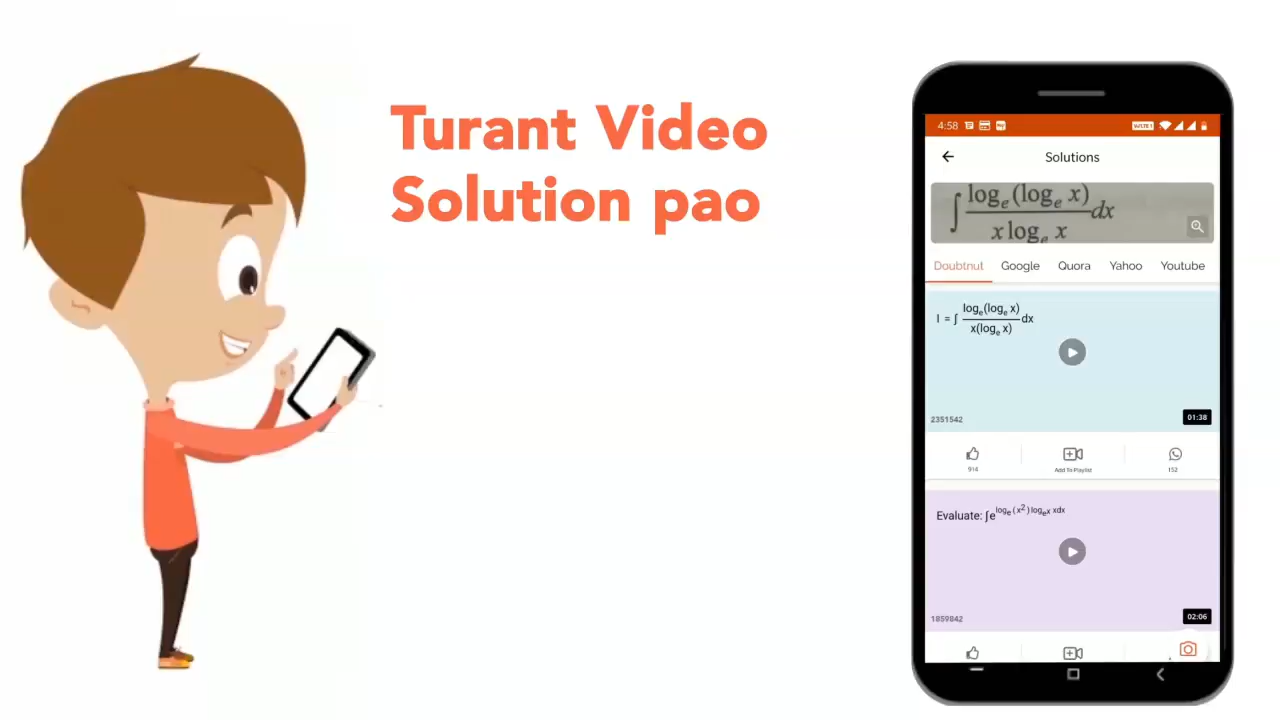 Turant Video
Solution pao
4:58
VoLTE1
Solutions
∫ logₑ(logₑ x) dx
x logₑ x
Doubtnut Google Quora Yahoo Youtube
I = ∫ logₑ(logₑ x) dx
x(logₑ x)
2351542 01:38
914 Add To Playlist 152
Evaluate: ∫e^logₑ(x²)logₑx xdx
1859842 02:06